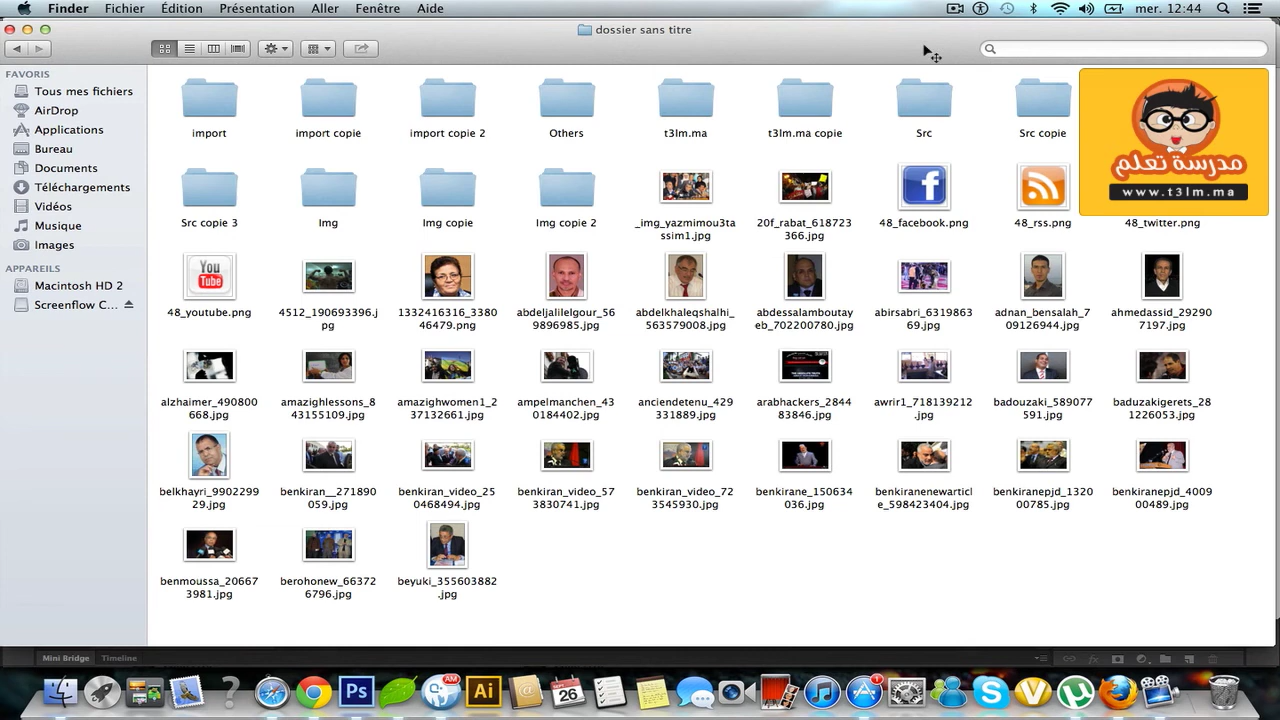 Finder Fichier Édition Présentation Aller Fenêtre Aide mer. 12:44
dossier sans titre
FAVORIS
Tous mes fichiers
AirDrop
Applications
Bureau
Documents
Téléchargements
Vidéos
Musique
Images
APPAREILS
Macintosh HD 2
Screenflow C...
import import copie import copie 2 Others t3lm.ma t3lm.ma copie Src Src copie
مدرسة تعلم
www.t3lm.ma
Src copie 3 Img Img copie Img copie 2 _img_yazmimou3ta 20f_rabat_618723 48_facebook.png 48_rss.png 48_twitter.png
ssim1.jpg 366.jpg
You
Tube
48_youtube.png 4512_190693396.j 1332416316_3380 abdeljalilelgour_56 abdelkhaleqshalhi_ abdessalamboutay abirsabri_6319863 adnan_bensalah_7 ahmedassid_29290
pg 46479.png 9896985.jpg 563579008.jpg eb_702200780.jpg 69.jpg 09126944.jpg 7197.jpg
alzhaimer_490800 amazighlessons_8 amazighwomen1_2 ampelmanchen_43 anciendetenu_429 arabhackers_2844 awrir1_718139212 badouzaki_589077 baduzakigerets_28
668.jpg 43155109.jpg 37132661.jpg 0184402.jpg 331889.jpg 83846.jpg .jpg 591.jpg 1226053.jpg
belkhayri_9902299 benkiran__271890 benkiran_video_25 benkiran_video_57 benkiran_video_72 benkirane_150634 benkiranenewarticl benkiranepjd_1320 benkiranepjd_4009
29.jpg 059.jpg 0468494.jpg 3830741.jpg 3545930.jpg 036.jpg e_598423404.jpg 00785.jpg 00489.jpg
benmoussa_20667 berohonew_66372 beyuki_355603882
3981.jpg 6796.jpg .jpg
Mini Bridge Timeline